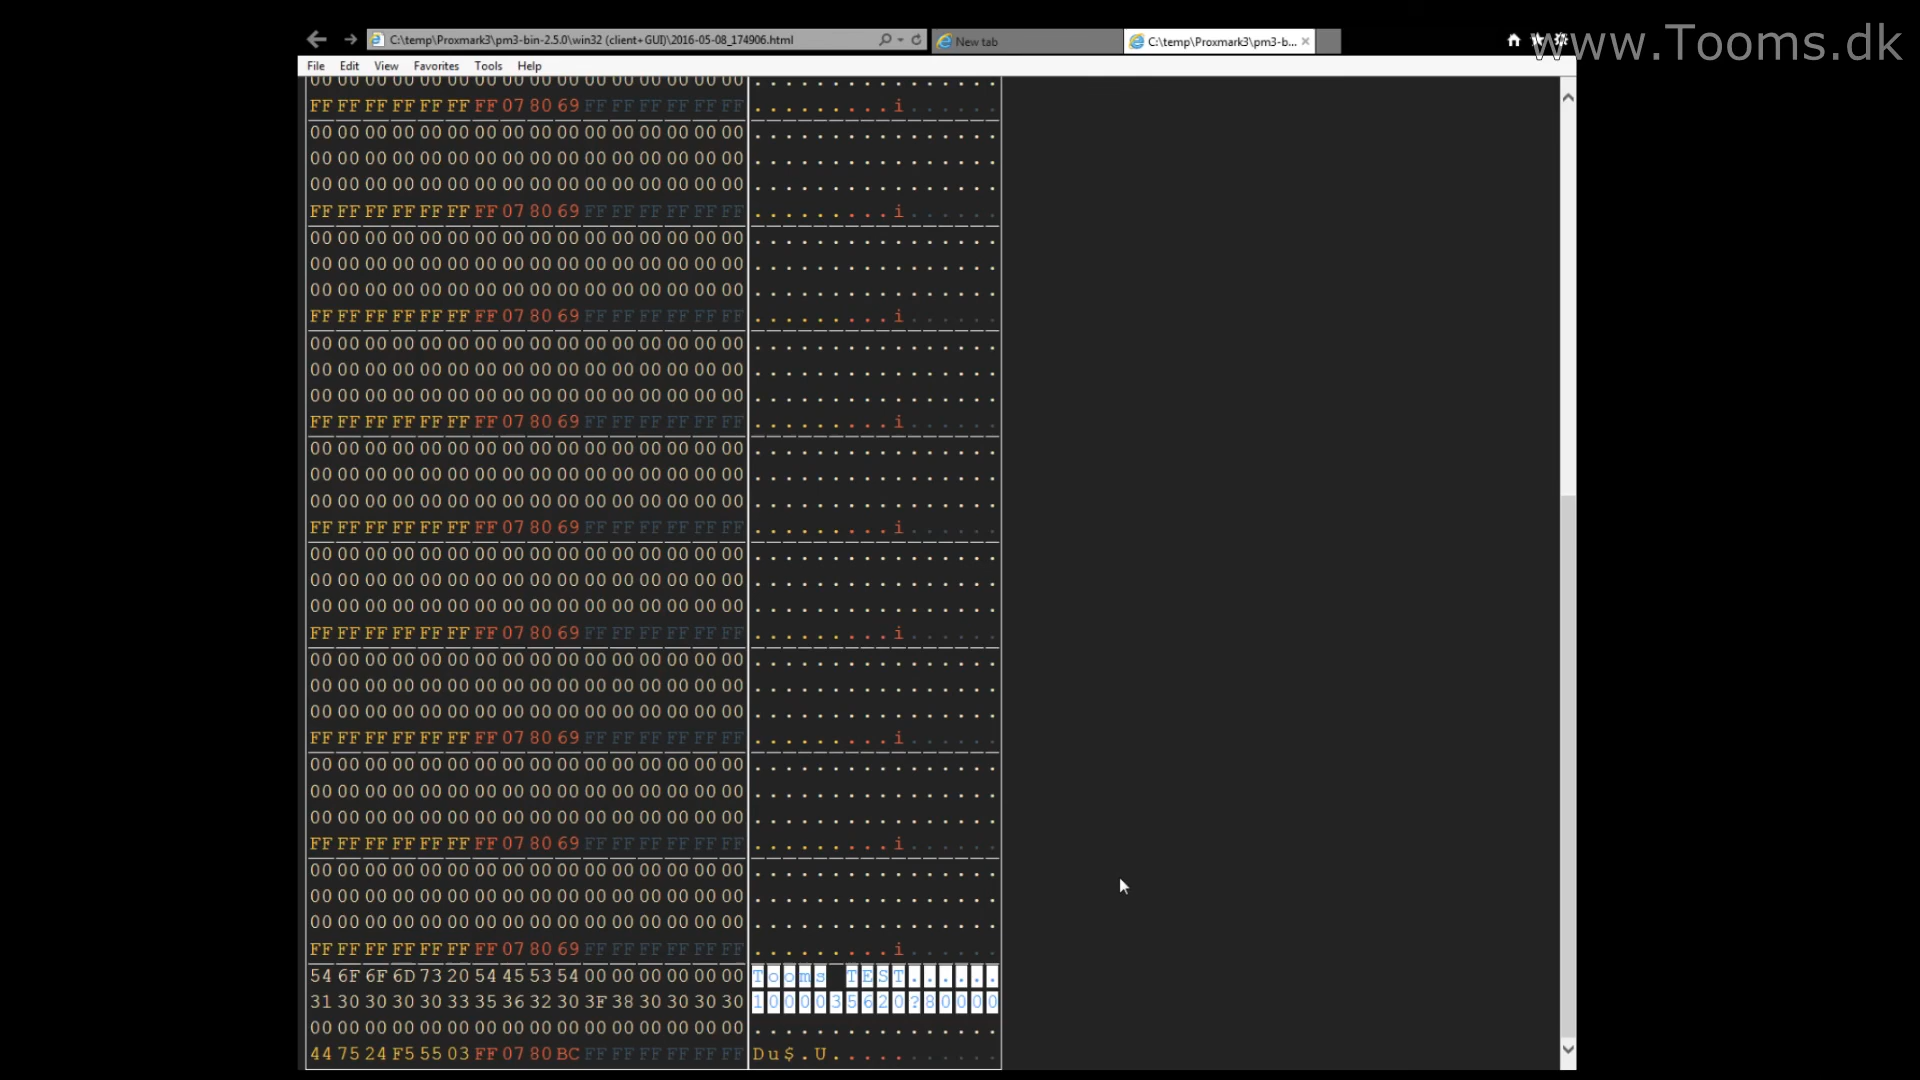 www.Tooms.dk
C:\temp\Proxmark3\pm3-bin-2.5.0\win32 (client+GUI)\2016-05-08_174906.html
New tab
C:\temp\Proxmark3\pm3-b...
File Edit View Favorites Tools Help
00 00 00 00 00 00 00 00 00 00 00 00 00 00 00 00 ................
FF FF FF FF FF FF FF 07 80 69 FF FF FF FF FF FF .........i......
00 00 00 00 00 00 00 00 00 00 00 00 00 00 00 00 ................
00 00 00 00 00 00 00 00 00 00 00 00 00 00 00 00 ................
00 00 00 00 00 00 00 00 00 00 00 00 00 00 00 00 ................
FF FF FF FF FF FF FF 07 80 69 FF FF FF FF FF FF .........i......
00 00 00 00 00 00 00 00 00 00 00 00 00 00 00 00 ................
00 00 00 00 00 00 00 00 00 00 00 00 00 00 00 00 ................
00 00 00 00 00 00 00 00 00 00 00 00 00 00 00 00 ................
FF FF FF FF FF FF FF 07 80 69 FF FF FF FF FF FF .........i......
00 00 00 00 00 00 00 00 00 00 00 00 00 00 00 00 ................
00 00 00 00 00 00 00 00 00 00 00 00 00 00 00 00 ................
00 00 00 00 00 00 00 00 00 00 00 00 00 00 00 00 ................
FF FF FF FF FF FF FF 07 80 69 FF FF FF FF FF FF .........i......
00 00 00 00 00 00 00 00 00 00 00 00 00 00 00 00 ................
00 00 00 00 00 00 00 00 00 00 00 00 00 00 00 00 ................
00 00 00 00 00 00 00 00 00 00 00 00 00 00 00 00 ................
FF FF FF FF FF FF FF 07 80 69 FF FF FF FF FF FF .........i......
00 00 00 00 00 00 00 00 00 00 00 00 00 00 00 00 ................
00 00 00 00 00 00 00 00 00 00 00 00 00 00 00 00 ................
00 00 00 00 00 00 00 00 00 00 00 00 00 00 00 00 ................
FF FF FF FF FF FF FF 07 80 69 FF FF FF FF FF FF .........i......
00 00 00 00 00 00 00 00 00 00 00 00 00 00 00 00 ................
00 00 00 00 00 00 00 00 00 00 00 00 00 00 00 00 ................
00 00 00 00 00 00 00 00 00 00 00 00 00 00 00 00 ................
FF FF FF FF FF FF FF 07 80 69 FF FF FF FF FF FF .........i......
00 00 00 00 00 00 00 00 00 00 00 00 00 00 00 00 ................
00 00 00 00 00 00 00 00 00 00 00 00 00 00 00 00 ................
00 00 00 00 00 00 00 00 00 00 00 00 00 00 00 00 ................
FF FF FF FF FF FF FF 07 80 69 FF FF FF FF FF FF .........i......
00 00 00 00 00 00 00 00 00 00 00 00 00 00 00 00 ................
00 00 00 00 00 00 00 00 00 00 00 00 00 00 00 00 ................
00 00 00 00 00 00 00 00 00 00 00 00 00 00 00 00 ................
FF FF FF FF FF FF FF 07 80 69 FF FF FF FF FF FF .........i......
54 6F 6F 6D 73 20 54 45 53 54 00 00 00 00 00 00 Tooms TEST......
31 30 30 30 30 33 35 36 32 30 3F 38 30 30 30 30 1000035620?80000
00 00 00 00 00 00 00 00 00 00 00 00 00 00 00 00 ................
44 75 24 F5 55 03 FF 07 80 BC FF FF FF FF FF FF Du$.U...........